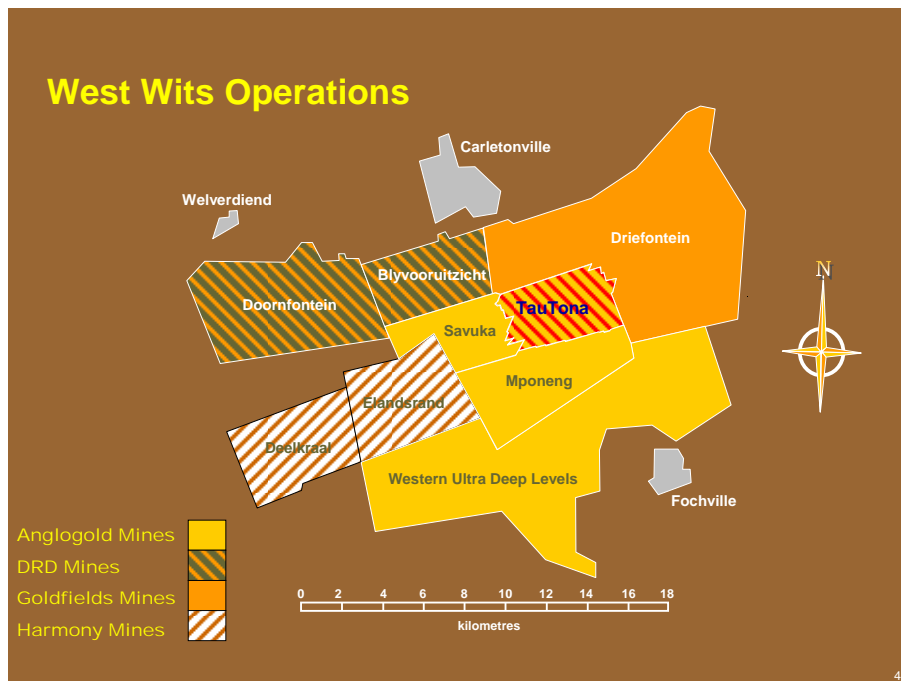 West Wits Operations
Carletonville
Welverdiend
Driefontein
N
Blyvooruitzicht
Doornfontein
TauTona
Savuka
Mponeng
Elandsrand
Deelkraal
Western Ultra Deep Levels
Fochville
Anglogold Mines
DRD Mines
Goldfields Mines
Harmony Mines
0 2 4 6 8 10 12 14 16 18
kilometres
4